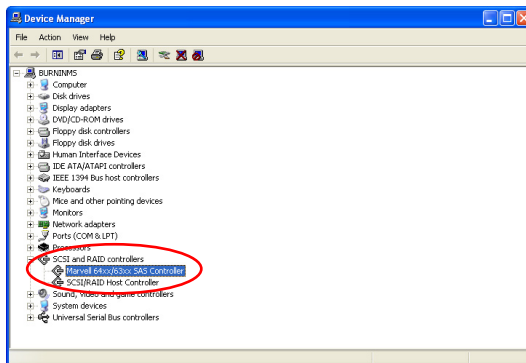 Device Manager
File Action View Help
BURNINMS
Computer
Disk drives
Display adapters
DVD/CD-ROM drives
Floppy disk controllers
Floppy disk drives
Human Interface Devices
IDE ATA/ATAPI controllers
IEEE 1394 Bus host controllers
Keyboards
Mice and other pointing devices
Monitors
Network adapters
Ports (COM & LPT)
Processors
SCSI and RAID controllers
Marvell 64xx/63xx SAS Controller
SCSI/RAID Host Controller
Sound, video and game controllers
System devices
Universal Serial Bus controllers